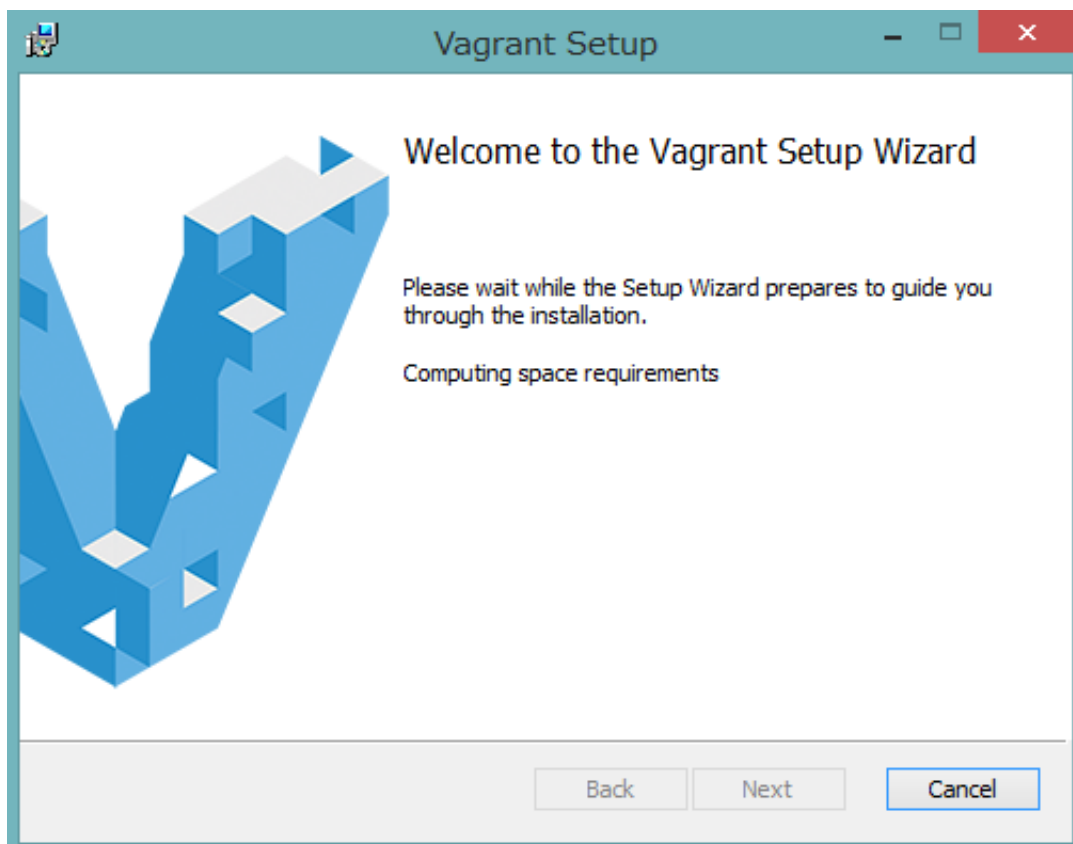 Vagrant Setup
Welcome to the Vagrant Setup Wizard
Please wait while the Setup Wizard prepares to guide you
through the installation.
Computing space requirements
Back
Next
Cancel